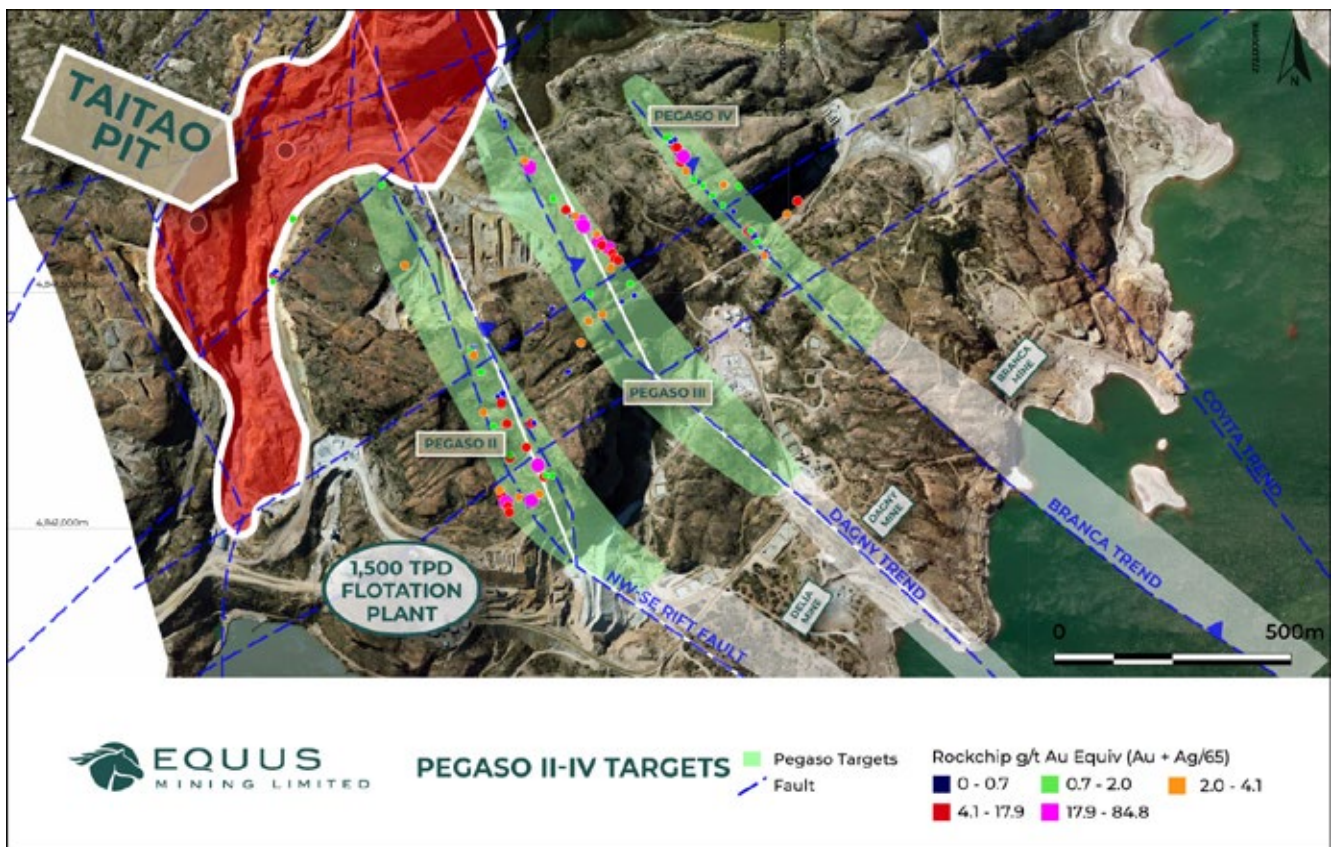 TAITAO
PIT
PEGASO IV
PEGASO III
PEGASO II
BRANCA
MINE
COVITA TREND
BRANCA TREND
DAGNY
MINE
DAGNY TREND
DELIA
MINE
NW-SE RIFT FAULT
1,500 TPD
FLOTATION
PLANT
N
0 500m
EQUUS
MINING LIMITED
PEGASO II-IV TARGETS
Pegaso Targets
Fault
Rockchip g/t Au Equiv (Au + Ag/65)
0 - 0.7
0.7 - 2.0
2.0 - 4.1
4.1 - 17.9
17.9 - 84.8